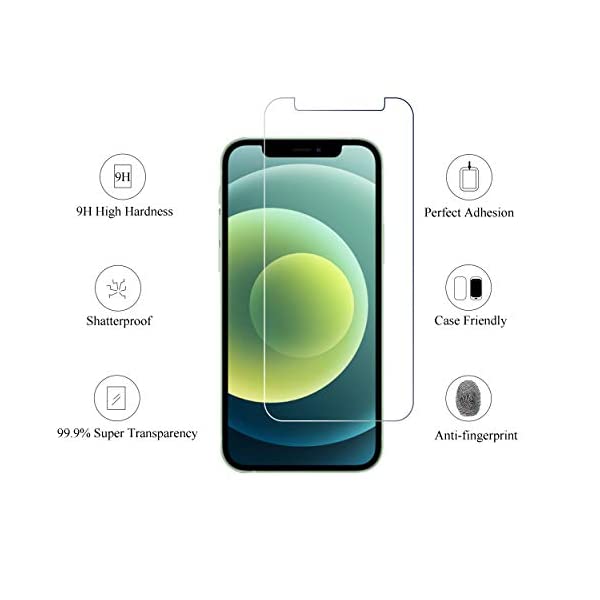 9H
9H High Hardness
Shatterproof
99.9% Super Transparency
Perfect Adhesion
Case Friendly
Anti-fingerprint